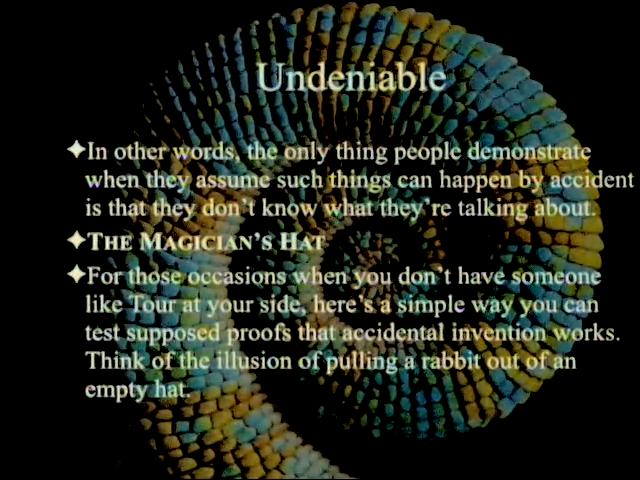 Undeniable
✦In other words, the only thing people demonstrate
when they assume such things can happen by accident
is that they don't know what they're talking about.
✦THE MAGICIAN'S HAT
✦For those occasions when you don't have someone
like Tour at your side, here's a simple way you can
test supposed proofs that accidental invention works.
Think of the illusion of pulling a rabbit out of an
empty hat.